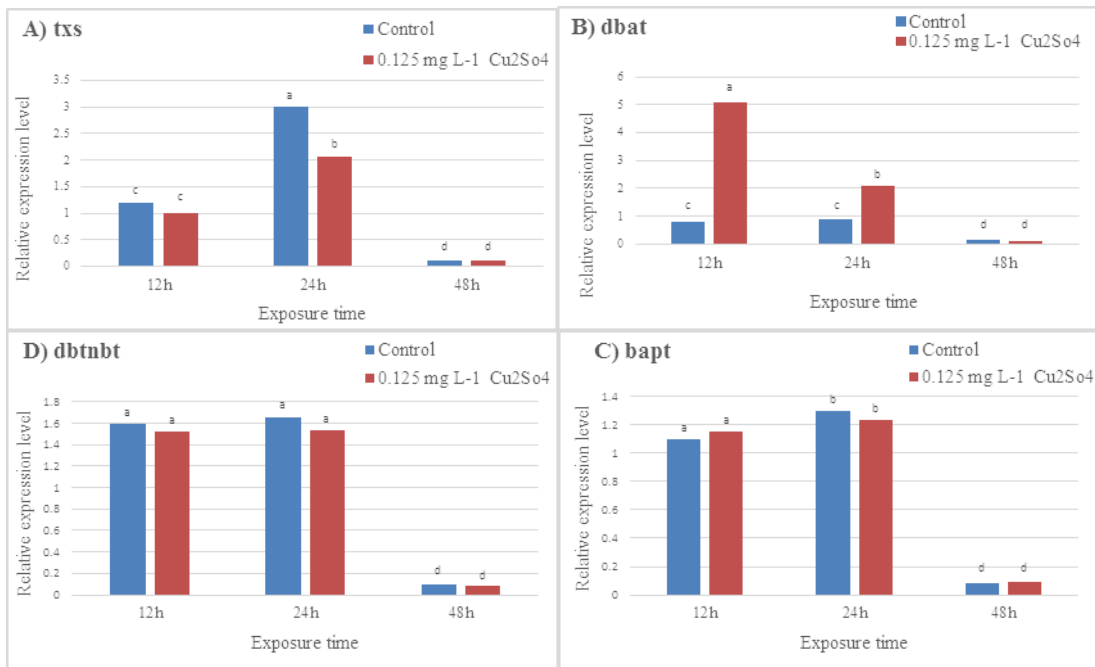 A) txs
Control
0.125 mg L-1 Cu2So4
Relative expression level
3.5
3
2.5
2
1.5
1
0.5
0
c
c
a
b
d
d
12h
24h
48h
Exposure time
B) dbat
Control
0.125 mg L-1 Cu2So4
Relative expression level
6
5
4
3
2
1
0
c
a
c
b
d
d
12h
24h
48h
Exposure time
D) dbtnbt
Control
0.125 mg L-1 Cu2So4
Relative expression level
1.8
1.6
1.4
1.2
1
0.8
0.6
0.4
0.2
0
a
a
a
a
d
d
12h
24h
48h
Exposure time
C) bapt
Control
0.125 mg L-1 Cu2So4
Relative expression level
1.4
1.2
1
0.8
0.6
0.4
0.2
0
a
a
b
b
d
d
12h
24h
48h
Exposure time